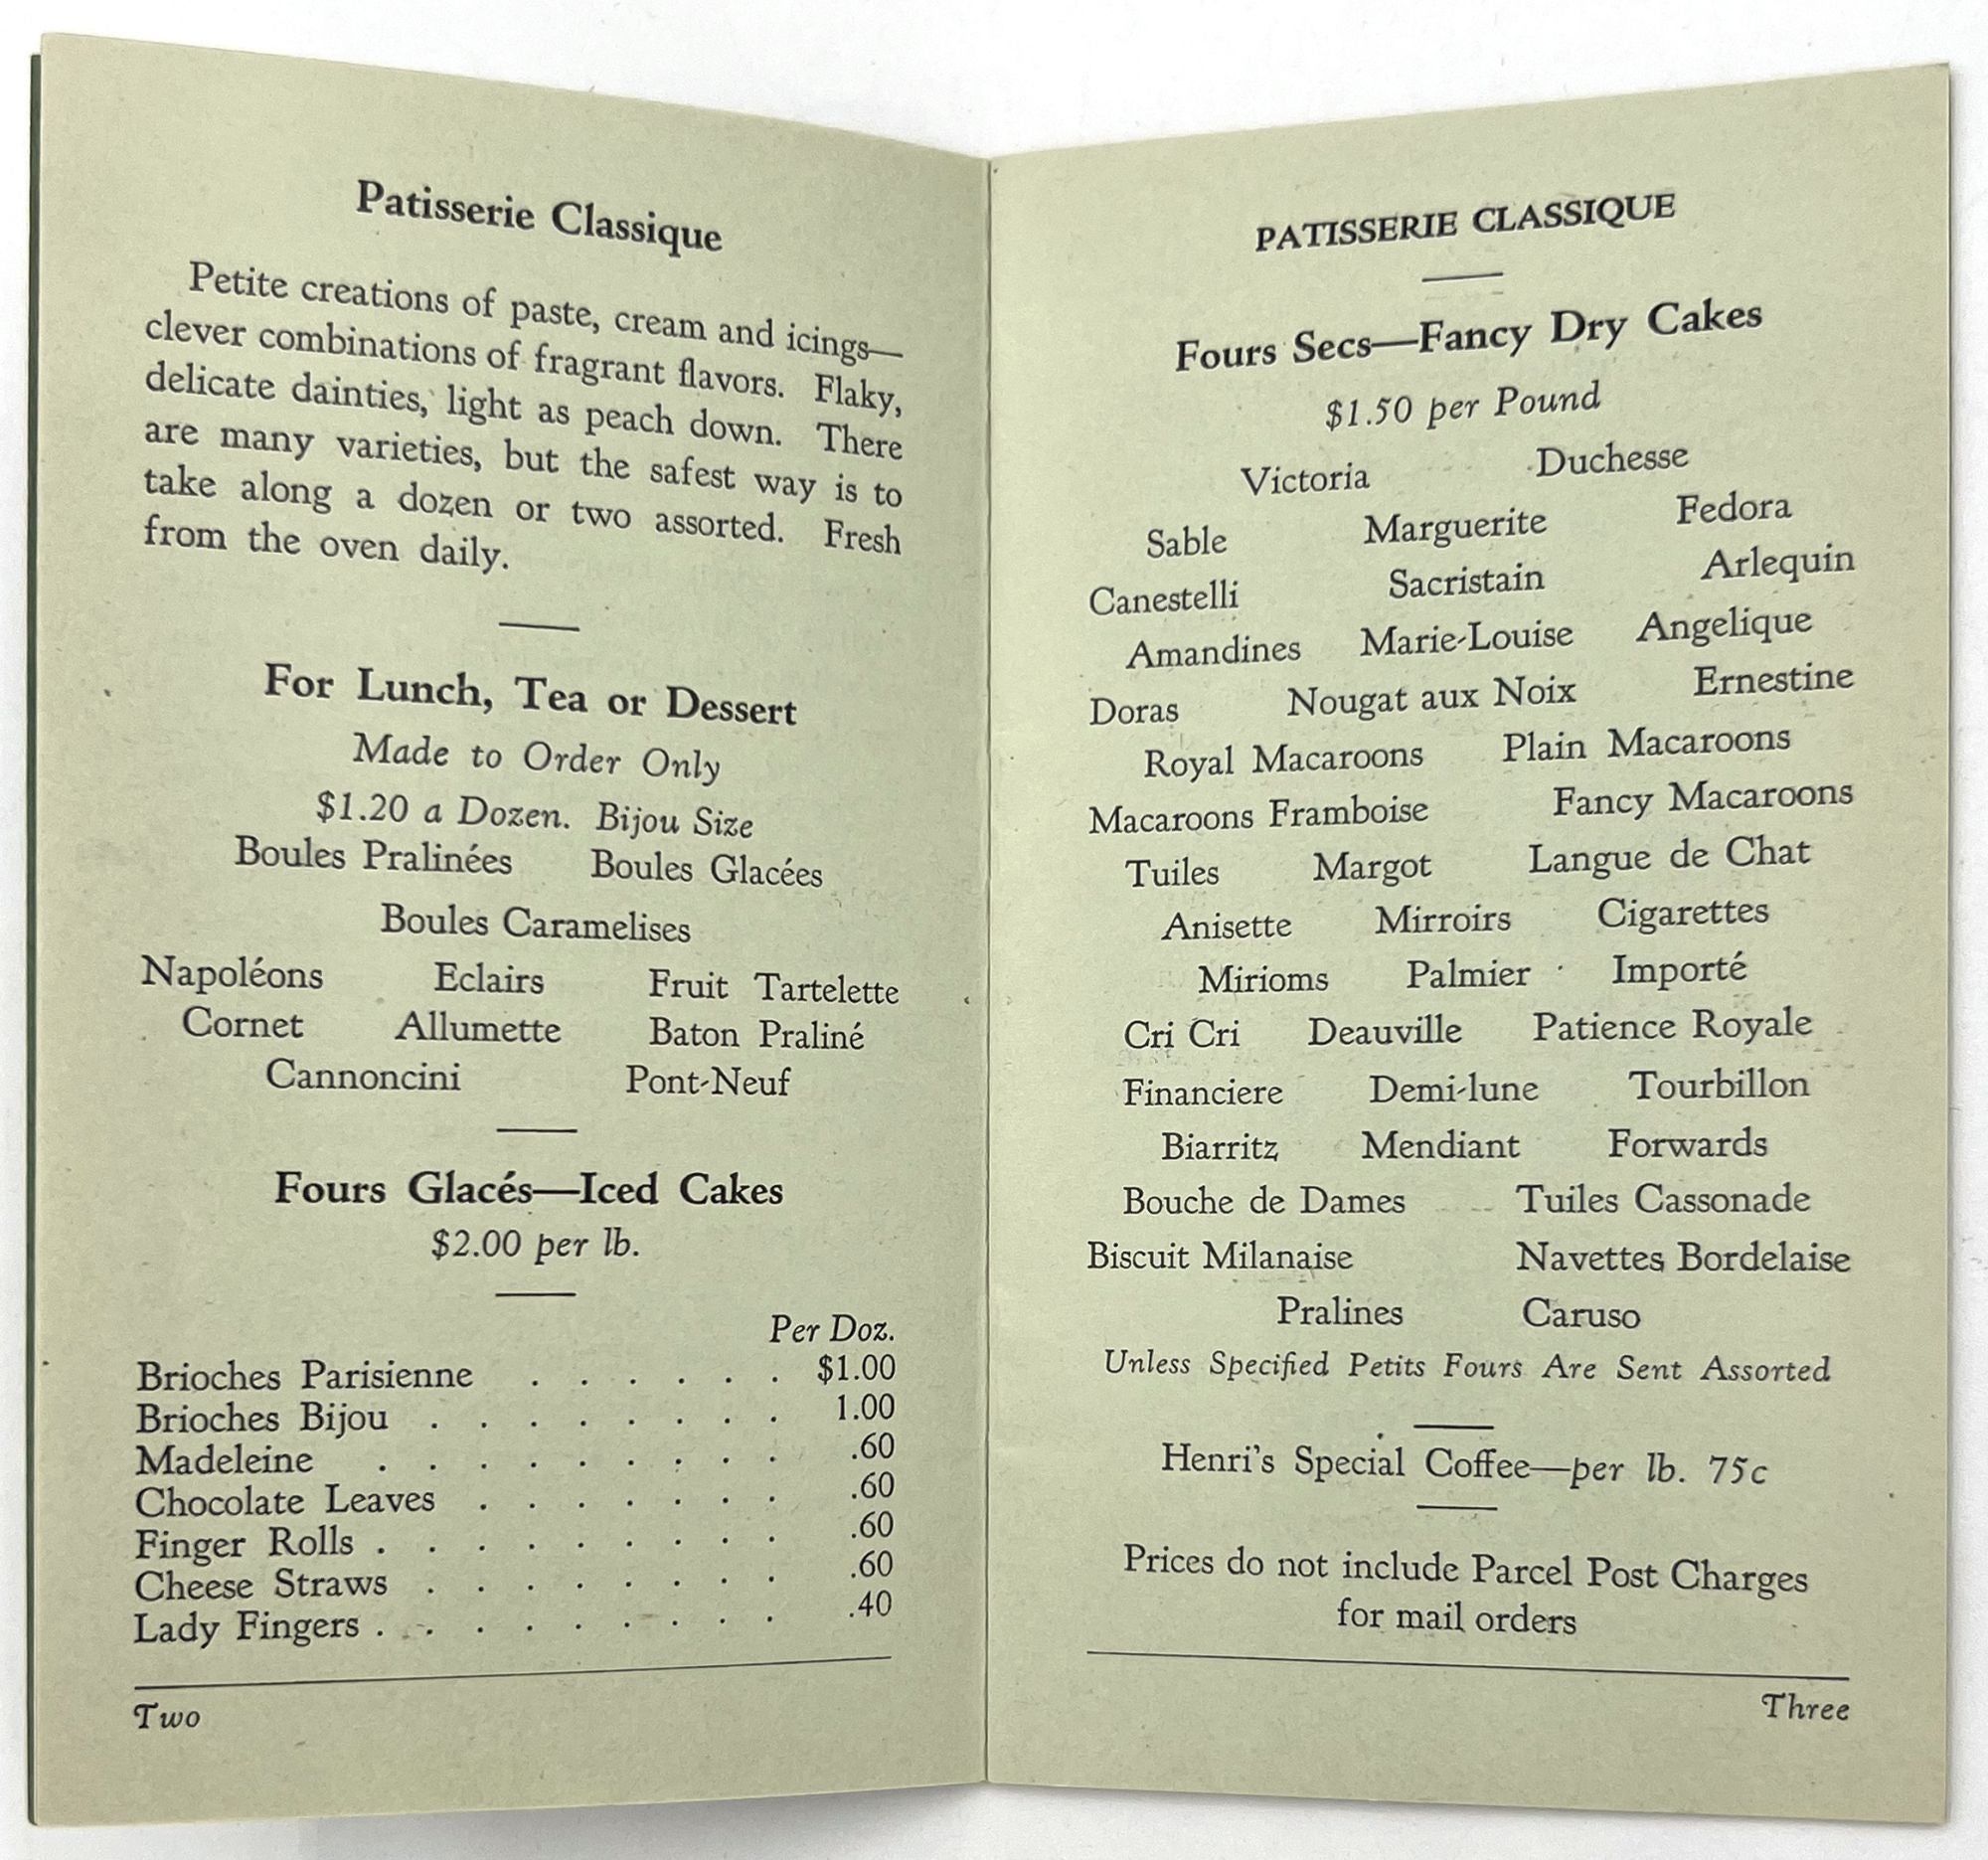 Patisserie Classique
Petite creations of paste, cream and icings—
clever combinations of fragrant flavors. Flaky,
delicate dainties, light as peach down. There
are many varieties, but the safest way is to
take along a dozen or two assorted. Fresh
from the oven daily.
For Lunch, Tea or Dessert
Made to Order Only
$1.20 a Dozen. Bijou Size
Boules Pralinées Boules Glacées
Boules Caramelises
Napoléons Eclairs Fruit Tartelette
Cornet Allumette Baton Praliné
Cannoncini Pont-Neuf
Fours Glacés—Iced Cakes
$2.00 per lb.
Per Doz.
Brioches Parisienne . . . . . . $1.00
Brioches Bijou . . . . . . . . 1.00
Madeleine . . . . . . . . . .60
Chocolate Leaves . . . . . . . .60
Finger Rolls . . . . . . . . . .60
Cheese Straws . . . . . . . . .60
Lady Fingers . . . . . . . . . .40
Two
PATISSERIE CLASSIQUE
Fours Secs—Fancy Dry Cakes
$1.50 per Pound
Victoria Duchesse
Sable Marguerite Fedora
Canestelli Sacristain Arlequin
Amandines Marie-Louise Angelique
Doras Nougat aux Noix Ernestine
Royal Macaroons Plain Macaroons
Macaroons Framboise Fancy Macaroons
Tuiles Margot Langue de Chat
Anisette Mirroirs Cigarettes
Mirioms Palmier Importé
Cri Cri Deauville Patience Royale
Financiere Demi-lune Tourbillon
Biarritz Mendiant Forwards
Bouche de Dames Tuiles Cassonade
Biscuit Milanaise Navettes Bordelaise
Pralines Caruso
Unless Specified Petits Fours Are Sent Assorted
Henri's Special Coffee—per lb. 75c
Prices do not include Parcel Post Charges
for mail orders
Three